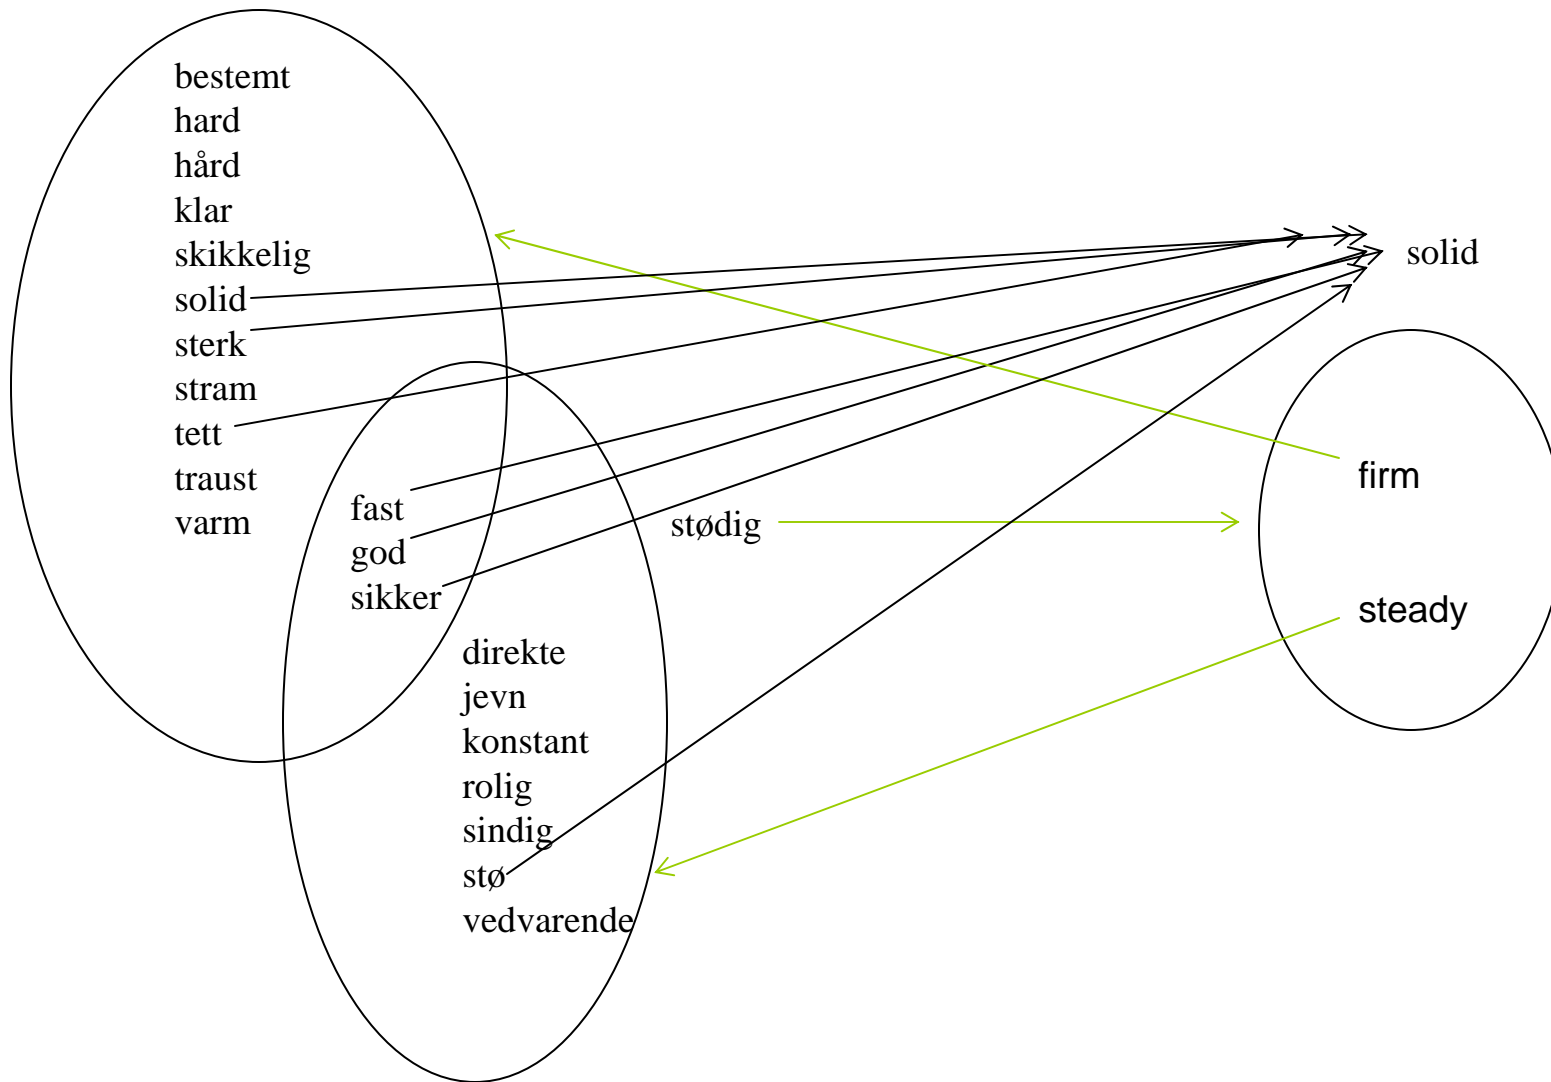 bestemt
hard
hård
klar
skikkelig
solid
sterk
stram
tett
traust
varm
fast
god
sikker
direkte
jevn
konstant
rolig
sindig
stø
vedvarende
stødig
solid
firm
steady